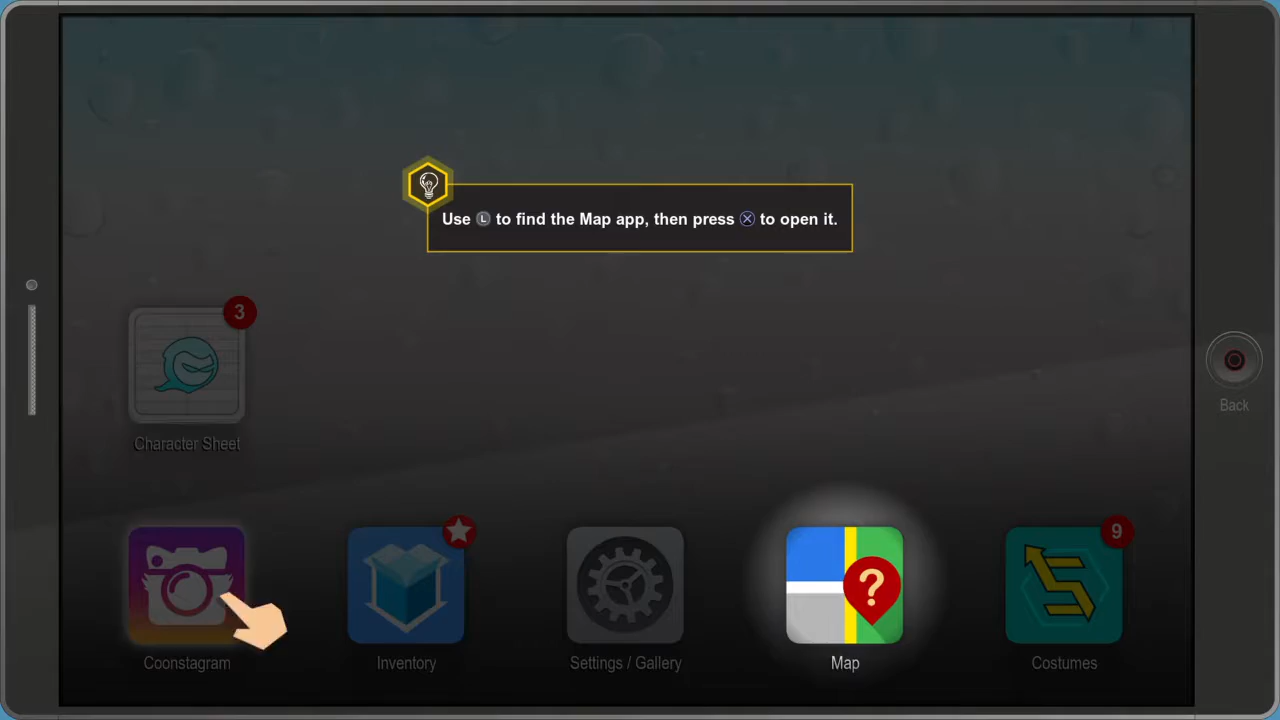 Use L to find the Map app, then press X to open it.
3
Character Sheet
Back
9
?
Coonstagram
Inventory
Settings / Gallery
Map
Costumes